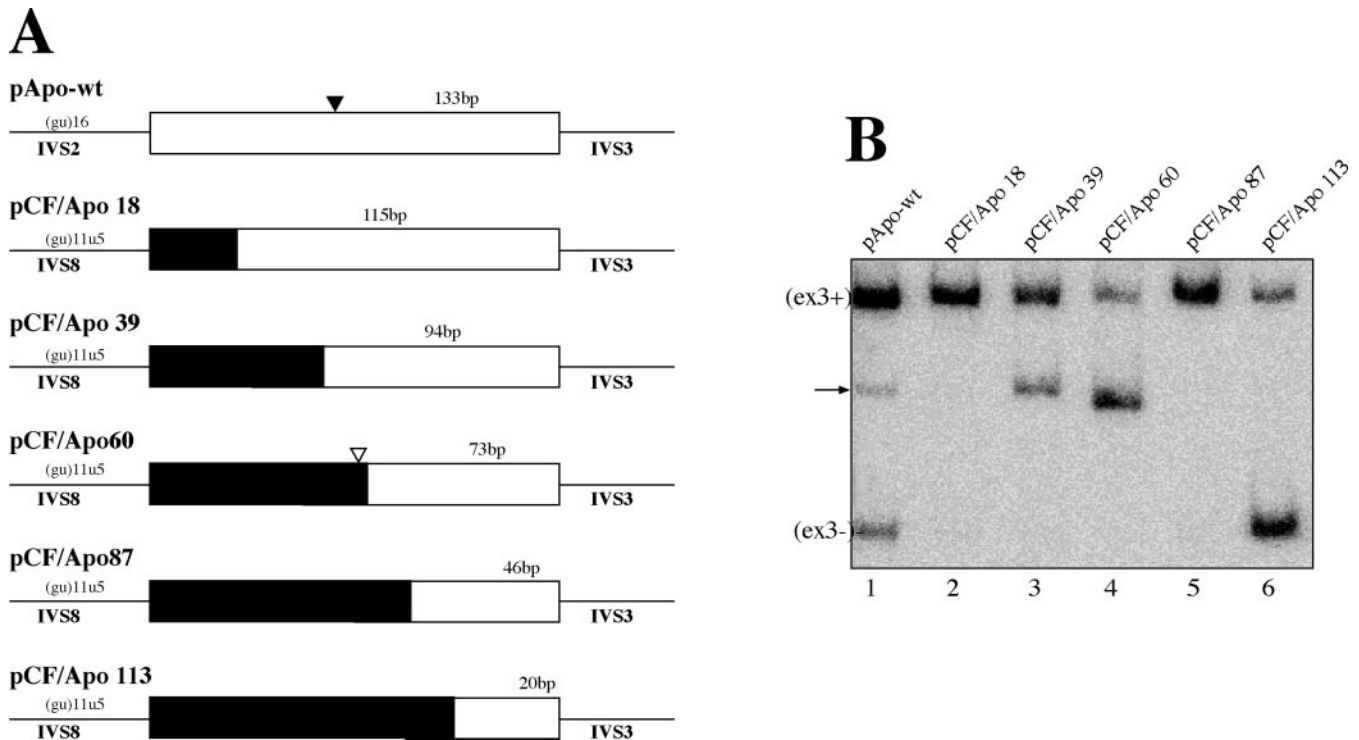 A
pApo-wt
133bp
(gu)16
IVS2
IVS3
pCF/Apo 18
115bp
(gu)11u5
IVS8
IVS3
pCF/Apo 39
94bp
(gu)11u5
IVS8
IVS3
pCF/Apo60
73bp
(gu)11u5
IVS8
IVS3
pCF/Apo87
46bp
(gu)11u5
IVS8
IVS3
pCF/Apo 113
20bp
(gu)11u5
IVS8
IVS3
B
pApo-wt
pCF/Apo 18
pCF/Apo 39
pCF/Apo 60
pCF/Apo 87
pCF/Apo 113
(ex3+)
(ex3-)
1 2 3 4 5 6